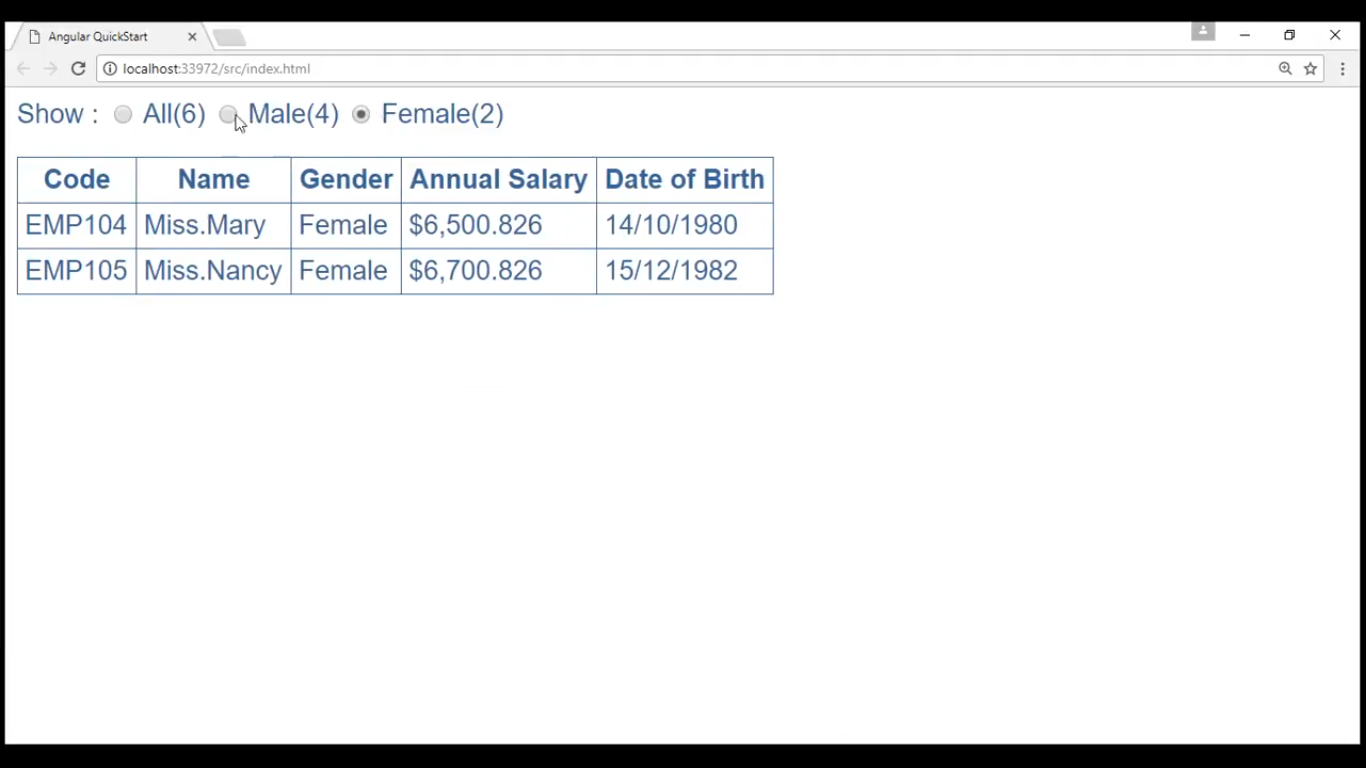 Angular QuickStart
localhost:33972/src/index.html
Show : All(6) Male(4) Female(2)
Code Name Gender Annual Salary Date of Birth
EMP104 Miss.Mary Female $6,500.826 14/10/1980
EMP105 Miss.Nancy Female $6,700.826 15/12/1982